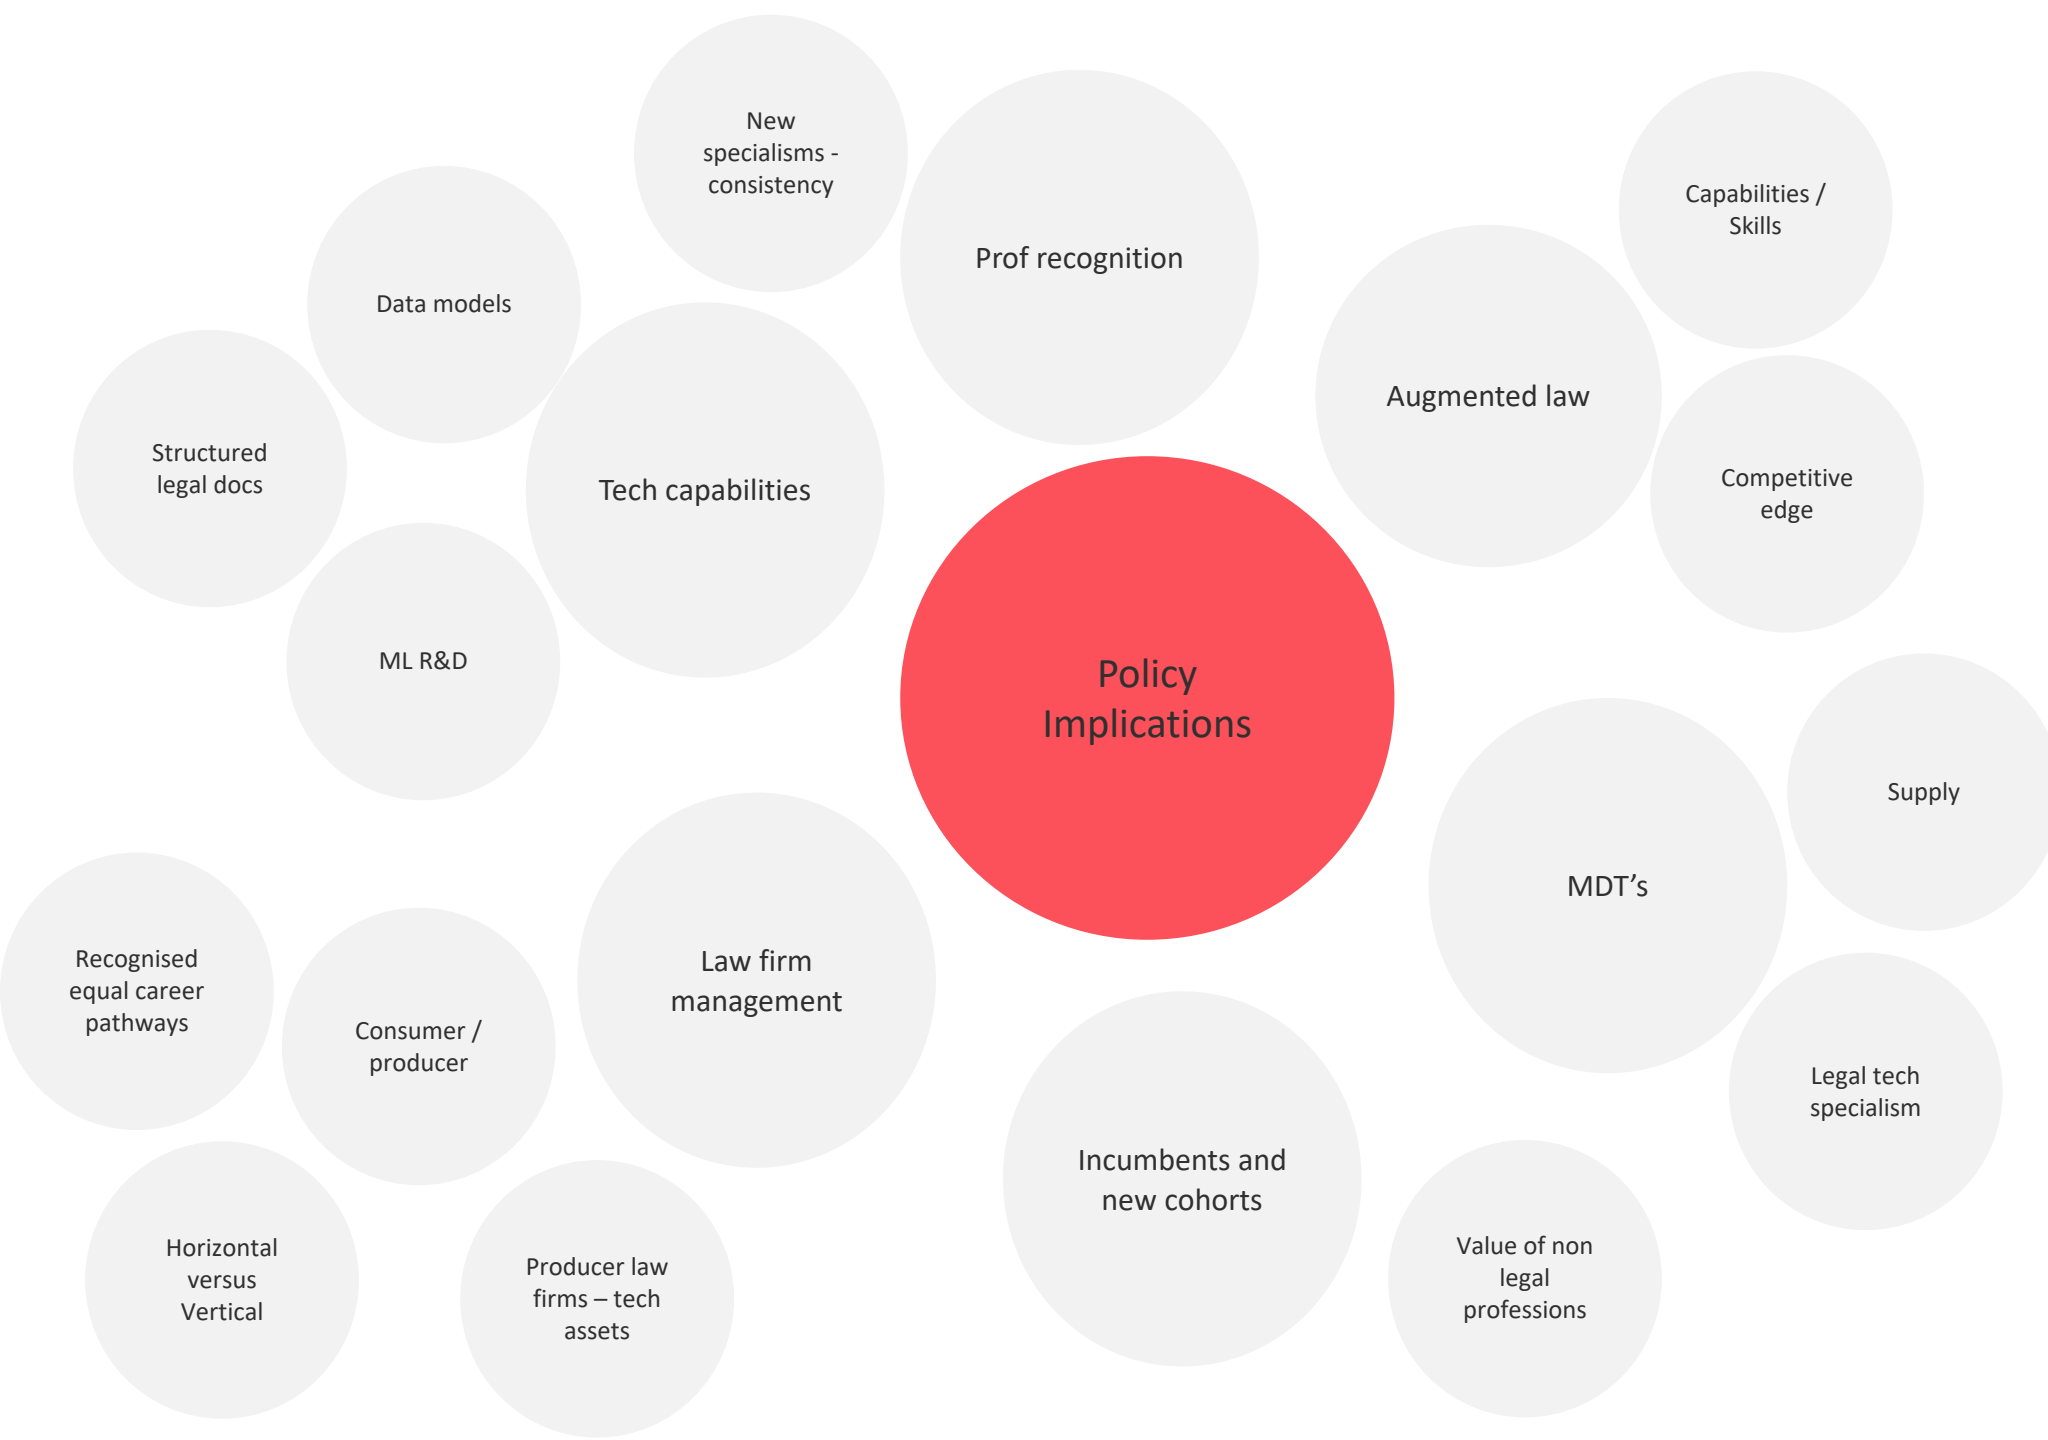 New
specialisms -
consistency
Prof recognition
Capabilities /
Skills
Data models
Augmented law
Structured
legal docs
Tech capabilities
Competitive
edge
ML R&D
Policy
Implications
Supply
MDT’s
Recognised
equal career
pathways
Consumer /
producer
Law firm
management
Legal tech
specialism
Incumbents and
new cohorts
Horizontal
versus
Vertical
Producer law
firms – tech
assets
Value of non
legal
professions